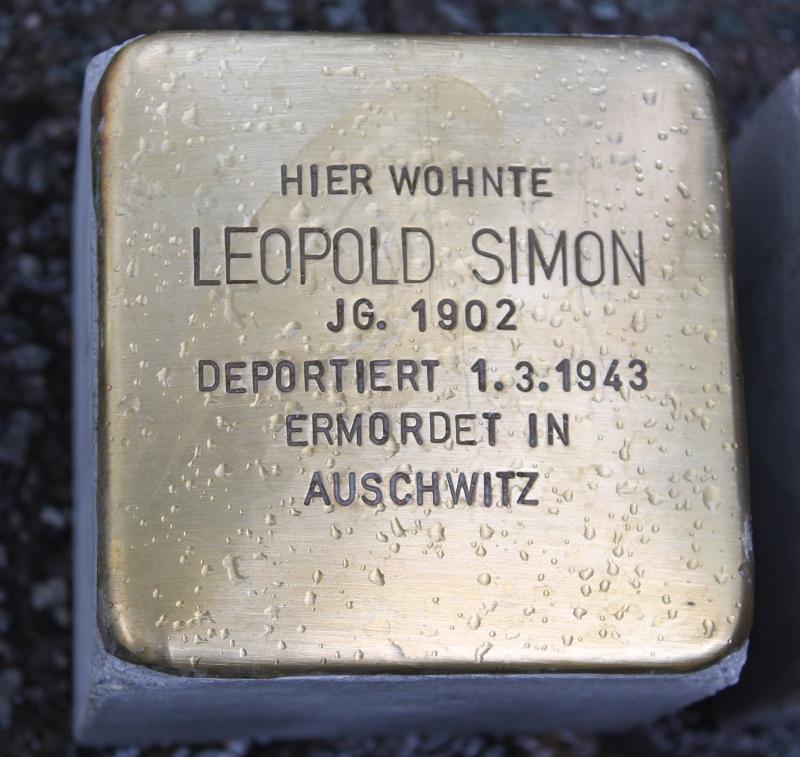 HIER WOHNTE
LEOPOLD SIMON
JG. 1902
DEPORTIERT 1.3.1943
ERMORDET IN
AUSCHWITZ